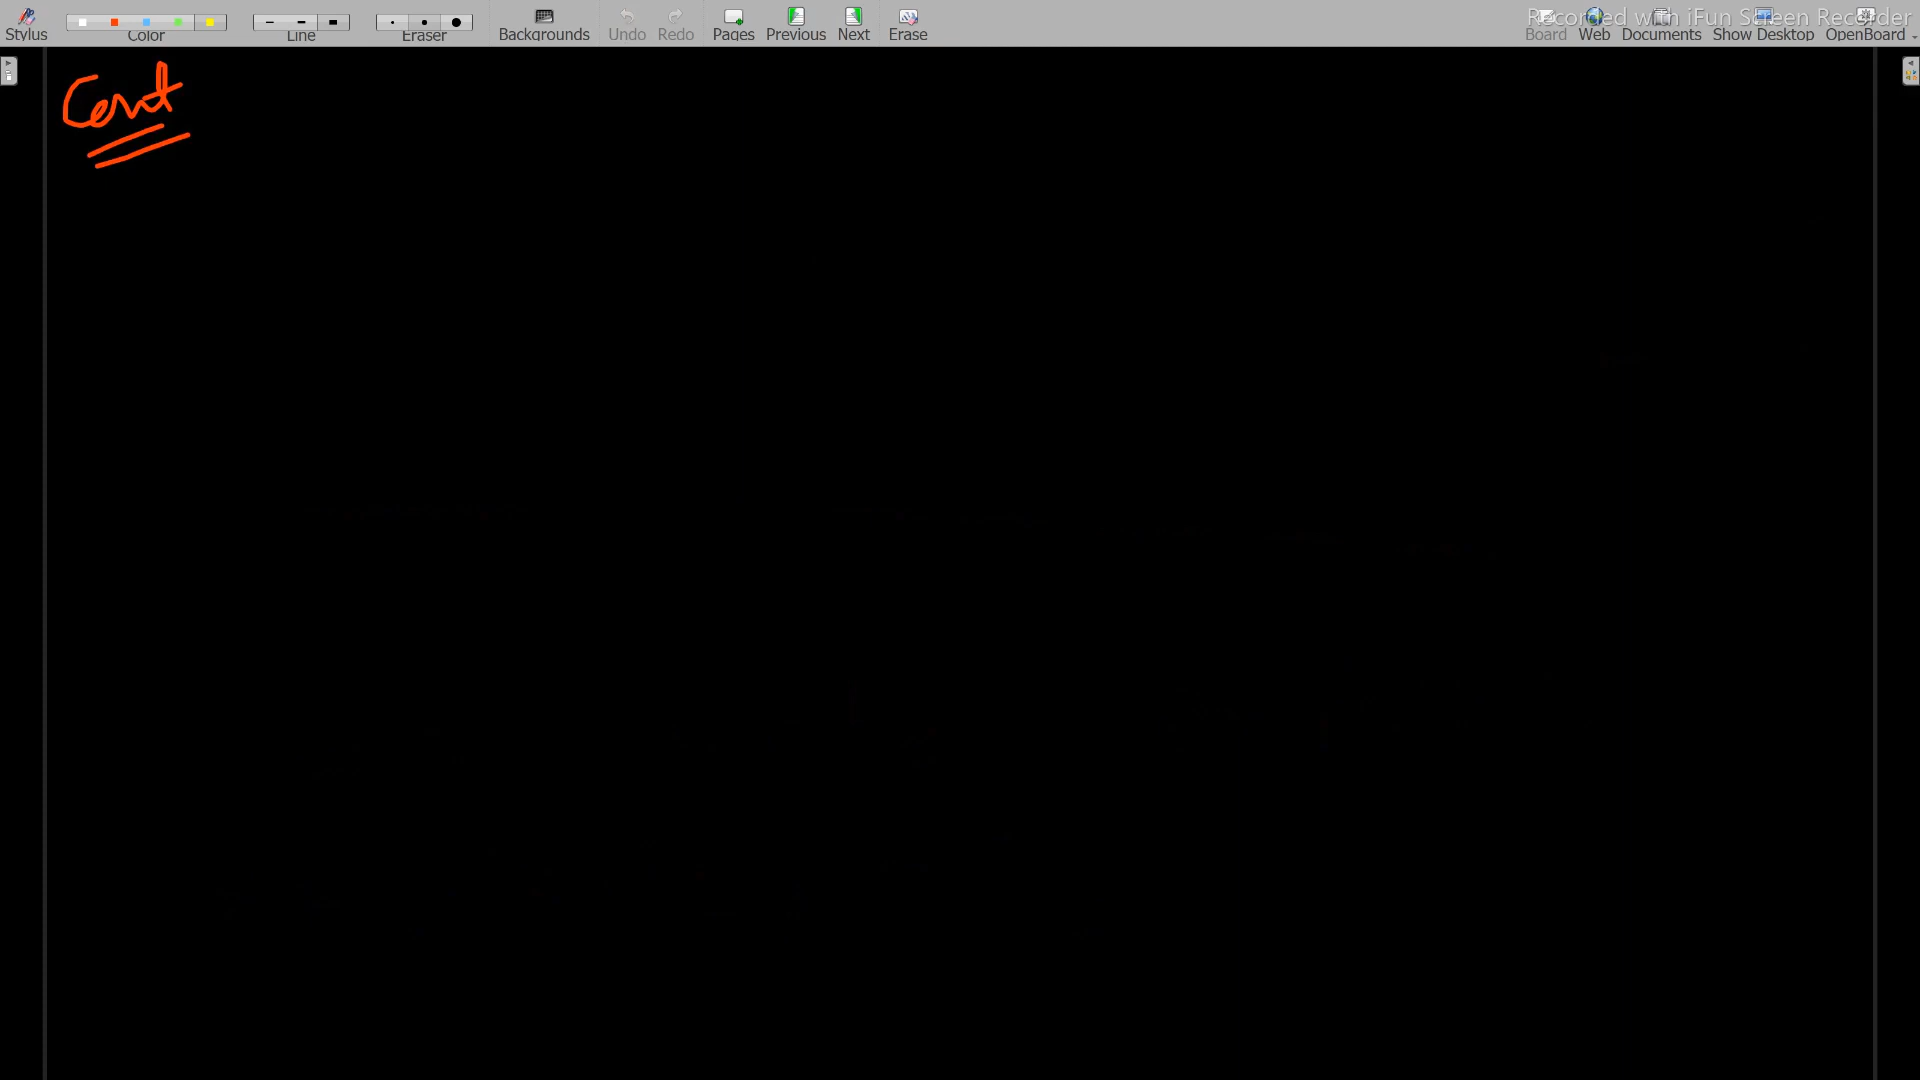 Recorded with iFun Screen Recorder
Stylus Color Line Eraser Backgrounds Undo Redo Pages Previous Next Erase Board Web Documents Show Desktop OpenBoard
Cont